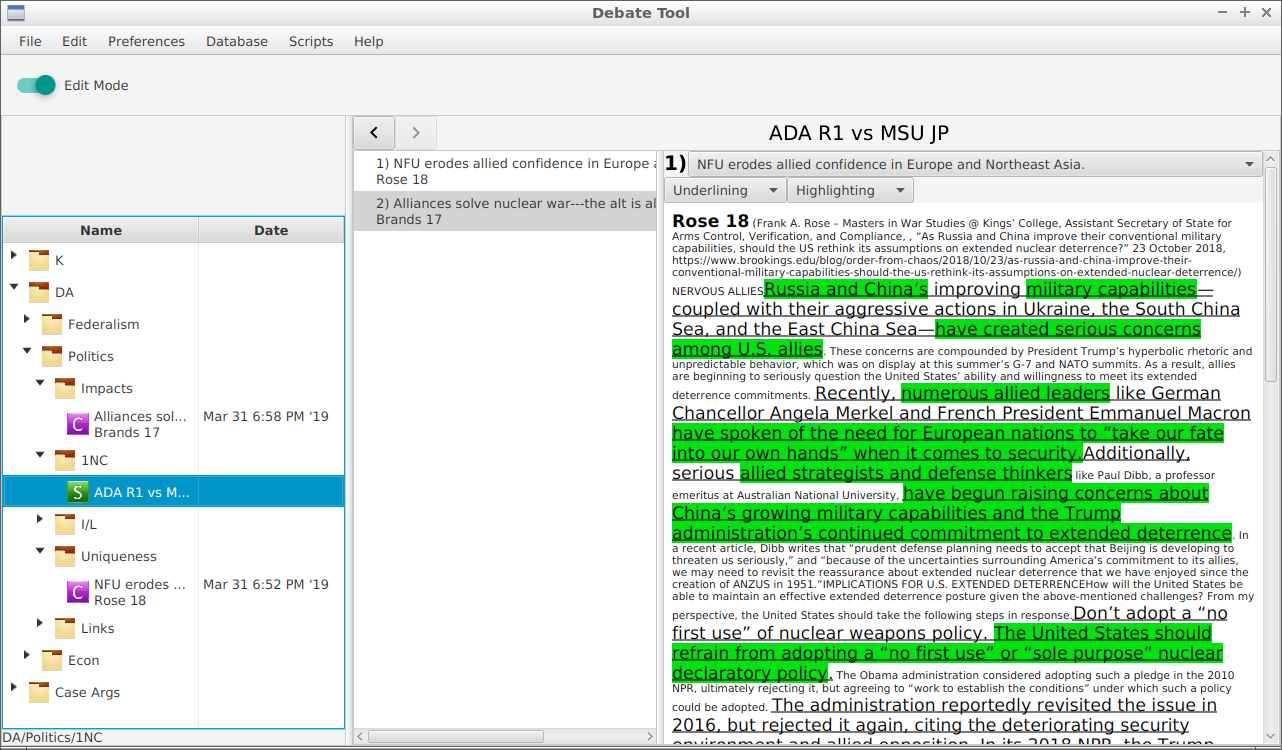 Debate Tool
File Edit Preferences Database Scripts Help
Edit Mode
Name Date
K
DA
Federalism
Politics
Impacts
Alliances sol... Mar 31 6:58 PM '19
Brands 17
1NC
ADA R1 vs M...
I/L
Uniqueness
NFU erodes ... Mar 31 6:52 PM '19
Rose 18
Links
Econ
Case Args
DA/Politics/1NC
1) NFU erodes allied confidence in Europe a
Rose 18
2) Alliances solve nuclear war---the alt is al
Brands 17
ADA R1 vs MSU JP
1) NFU erodes allied confidence in Europe and Northeast Asia.
Underlining Highlighting
Rose 18 (Frank A. Rose – Masters in War Studies @ Kings’ College, Assistant Secretary of State for
Arms Control, Verification, and Compliance, , “As Russia and China improve their conventional military
capabilities, should the US rethink its assumptions on extended nuclear deterrence?” 23 October 2018,
https://www.brookings.edu/blog/order-from-chaos/2018/10/23/as-russia-and-china-improve-their-
conventional-military-capabilities-should-the-us-rethink-its-assumptions-on-extended-nuclear-deterrence/)
NERVOUS ALLIESRussia and China’s improving military capabilities—
coupled with their aggressive actions in Ukraine, the South China
Sea, and the East China Sea—have created serious concerns
among U.S. allies. These concerns are compounded by President Trump’s hyperbolic rhetoric and
unpredictable behavior, which was on display at this summer’s G-7 and NATO summits. As a result, allies
are beginning to seriously question the United States’ ability and willingness to meet its extended
deterrence commitments. Recently, numerous allied leaders like German
Chancellor Angela Merkel and French President Emmanuel Macron
have spoken of the need for European nations to “take our fate
into our own hands” when it comes to security.Additionally,
serious allied strategists and defense thinkers like Paul Dibb, a professor
emeritus at Australian National University, have begun raising concerns about
China’s growing military capabilities and the Trump
administration’s continued commitment to extended deterrence. In
a recent article, Dibb writes that “prudent defense planning needs to accept that Beijing is developing to
threaten us seriously,” and “because of the uncertainties surrounding America’s commitment to its allies,
we may need to revisit the reassurance about extended nuclear deterrence that we have enjoyed since the
creation of ANZUS in 1951.”IMPLICATIONS FOR U.S. EXTENDED DETERRENCEHow will the United States be
able to maintain an effective extended deterrence posture given the above-mentioned challenges? From my
perspective, the United States should take the following steps in response.Don’t adopt a “no
first use” of nuclear weapons policy. The United States should
refrain from adopting a “no first use” or “sole purpose” nuclear
declaratory policy. The Obama administration considered adopting such a pledge in the 2010
NPR, ultimately rejecting it, but agreeing to “work to establish the conditions” under which such a policy
could be adopted. The administration reportedly revisited the issue in
2016, but rejected it again, citing the deteriorating security
environment and allied opposition. In its 2018 NPR, the Trump